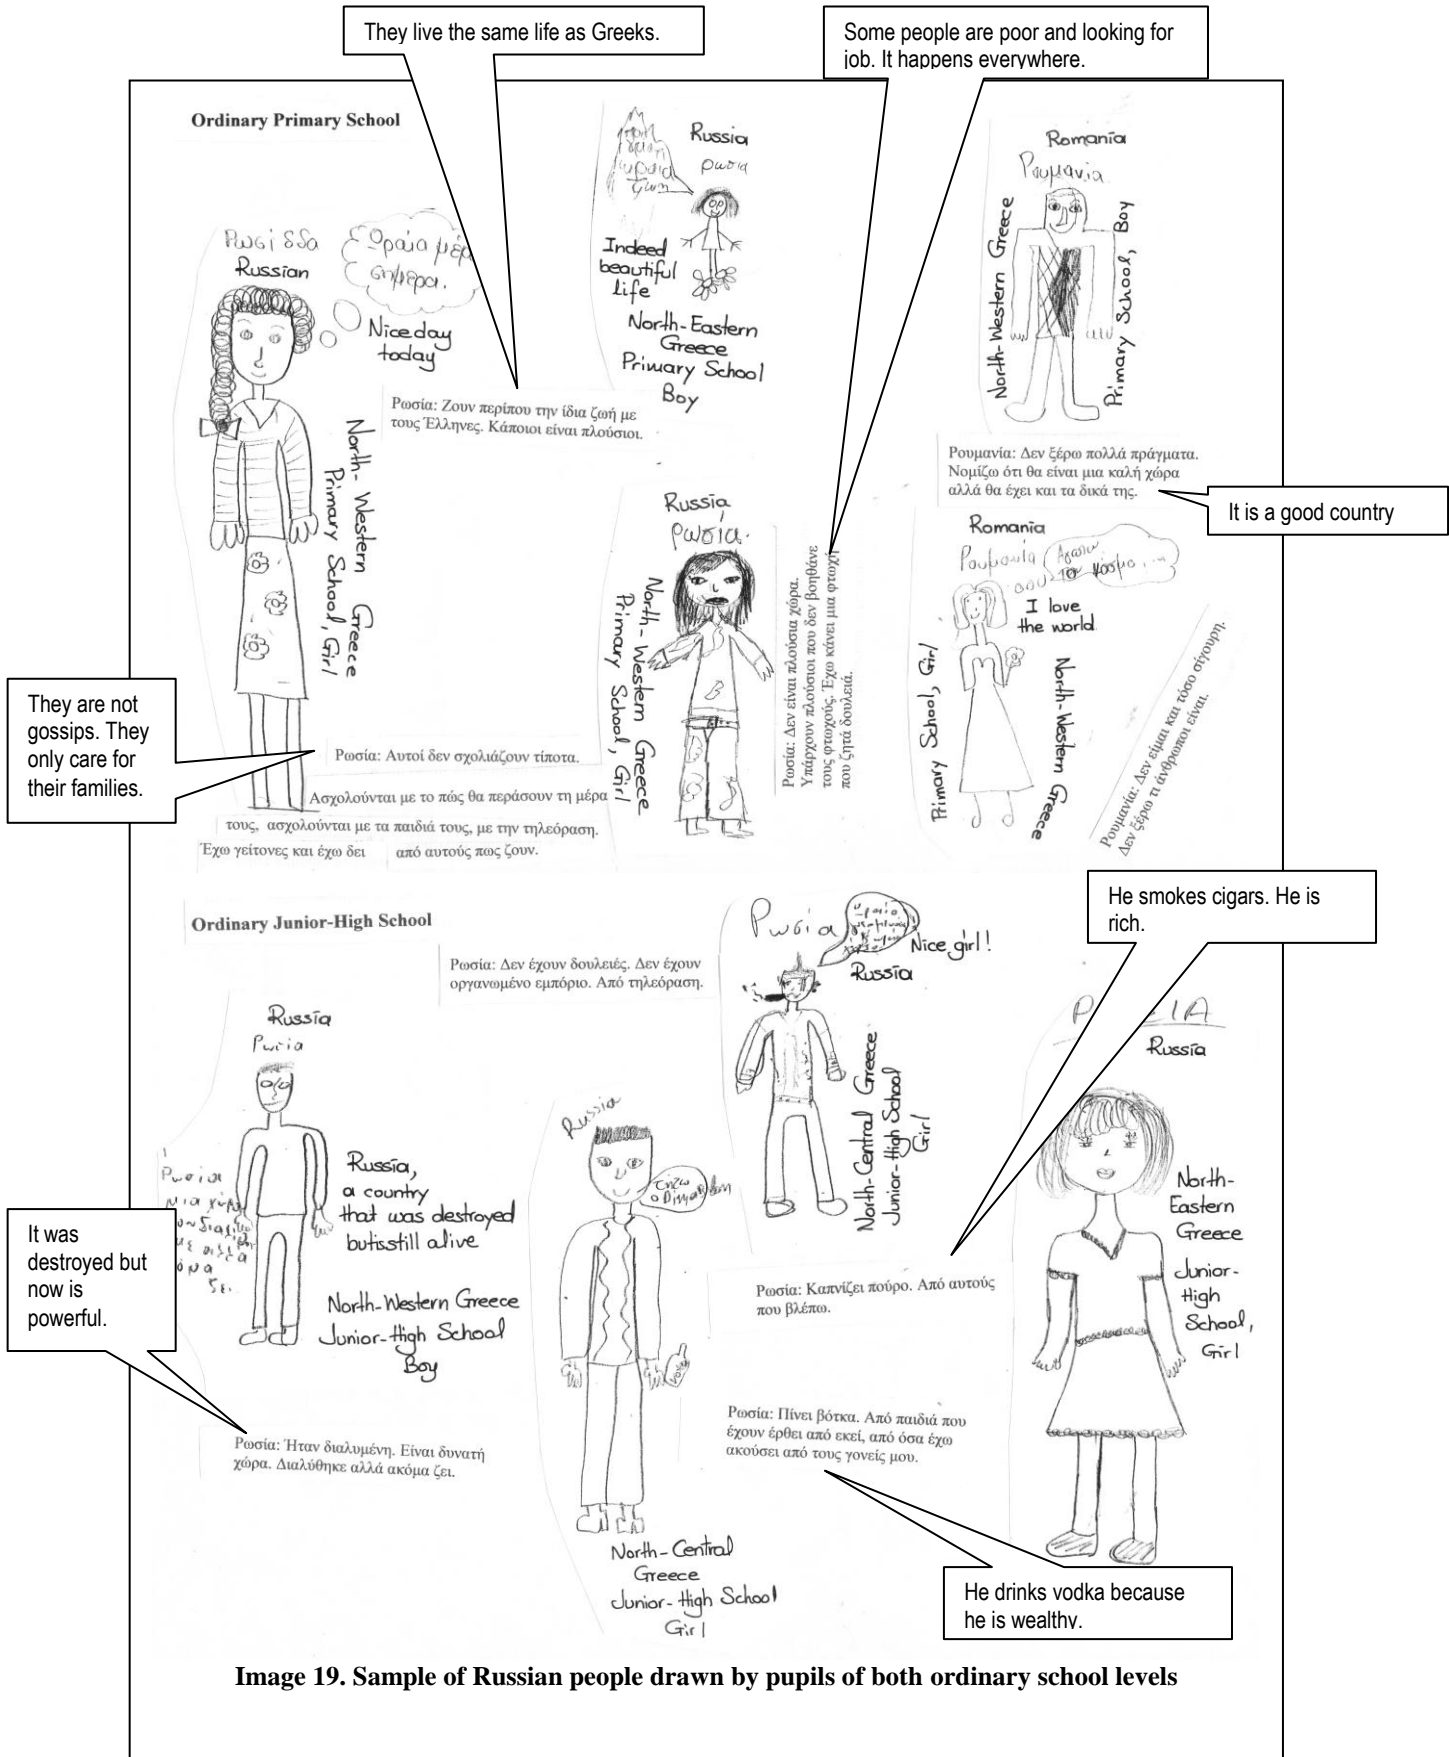 They live the same life as Greeks.
Some people are poor and looking for
job. It happens everywhere.
Ordinary Primary School
Russia
ρωσια
ωραια
ζωη
Indeed
beautiful
life
North-Eastern
Greece
Primary School
Boy
Romania
Ρουμανία
North-Western Greece
Primary School, Boy
Ρωσίδδα
Russian
Ωραία μέρα
σήμερα.
Nice day
today
North-Western Greece
Primary School, Girl
Ρωσία: Ζουν περίπου την ίδια ζωή με
τους Έλληνες. Κάποιοι είναι πλούσιοι.
Ρουμανία: Δεν ξέρω πολλά πράγματα.
Νομίζω ότι θα είναι μια καλή χώρα
αλλά θα έχει και τα δικά της.
It is a good country
Russia
Ρωσία.
North-Western Greece
Primary School, Girl
Ρωσία: Δεν είναι πλούσια χώρα.
Υπάρχουν πλούσιοι που δεν βοηθάνε
τους φτωχούς. Έχω κάνει μια φτωχή
που ζητά δουλειά.
Romania
Ρουμανία
τον κόσμο...
I love
the world
Primary School, Girl
North-Western Greece
Ρουμανία: Δεν είμαι και τόσο σίγουρη.
Δεν ξέρω τι άνθρωποι είναι.
They are not
gossips. They
only care for
their families.
Ρωσία: Αυτοί δεν σχολιάζουν τίποτα.
Ασχολούνται με το πώς θα περάσουν τη μέρα
τους, ασχολούνται με τα παιδιά τους, με την τηλεόραση.
Έχω γείτονες και έχω δει από αυτούς πως ζουν.
Ordinary Junior-High School
Ρωσία: Δεν έχουν δουλειές. Δεν έχουν
οργανωμένο εμπόριο. Από τηλεόραση.
Ρωσία
Nice girl!
Russia
North-Central Greece
Junior-High School
Girl
He smokes cigars. He is
rich.
Russia
Ρωσία
Ρωσία
μια χώρα
ζει.
Russia,
a country
that was destroyed
but is still alive
North-Western Greece
Junior-High School
Boy
It was
destroyed but
now is
powerful.
Ρωσία: Ήταν διαλυμένη. Είναι δυνατή
χώρα. Διαλύθηκε αλλά ακόμα ζει.
Russia
North-Central
Greece
Junior-High School
Girl
Ρωσία: Καπνίζει πούρο. Από αυτούς
που βλέπω.
Ρωσία: Πίνει βότκα. Από παιδιά που
έχουν έρθει από εκεί, από όσα έχω
ακούσει από τους γονείς μου.
He drinks vodka because
he is wealthy.
Russia
North-
Eastern
Greece
Junior-
High
School,
Girl
Image 19. Sample of Russian people drawn by pupils of both ordinary school levels